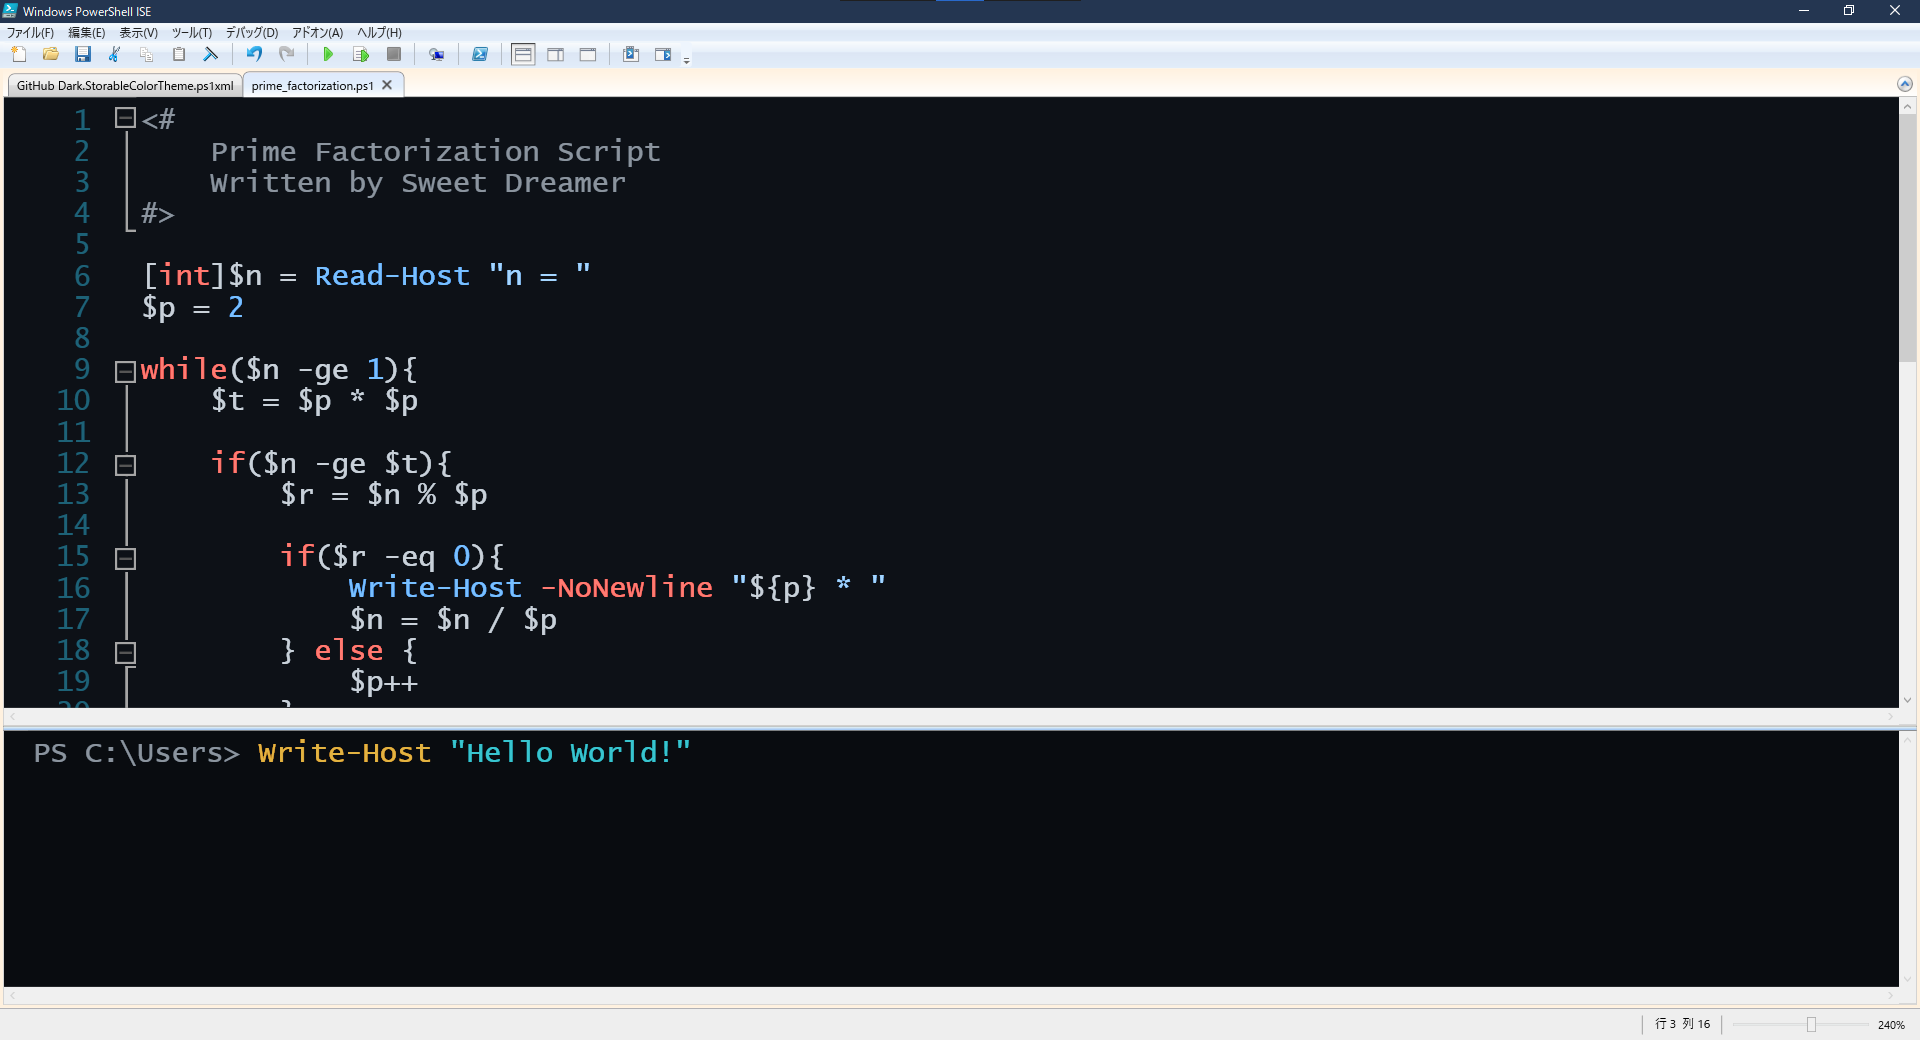 Windows PowerShell ISE
ファイル(F) 編集(E) 表示(V) ツール(T) デバッグ(D) アドオン(A) ヘルプ(H)
GitHub Dark.StorableColorTheme.ps1xml prime_factorization.ps1
1 <#
2 Prime Factorization Script
3 Written by Sweet Dreamer
4 #>
5
6 [int]$n = Read-Host "n = "
7 $p = 2
8
9 while($n -ge 1){
10 $t = $p * $p
11
12 if($n -ge $t){
13 $r = $n % $p
14
15 if($r -eq 0){
16 Write-Host -NoNewline "${p} * "
17 $n = $n / $p
18 } else {
19 $p++
20 }
PS C:\Users> Write-Host "Hello World!"
行 3 列 16 240%